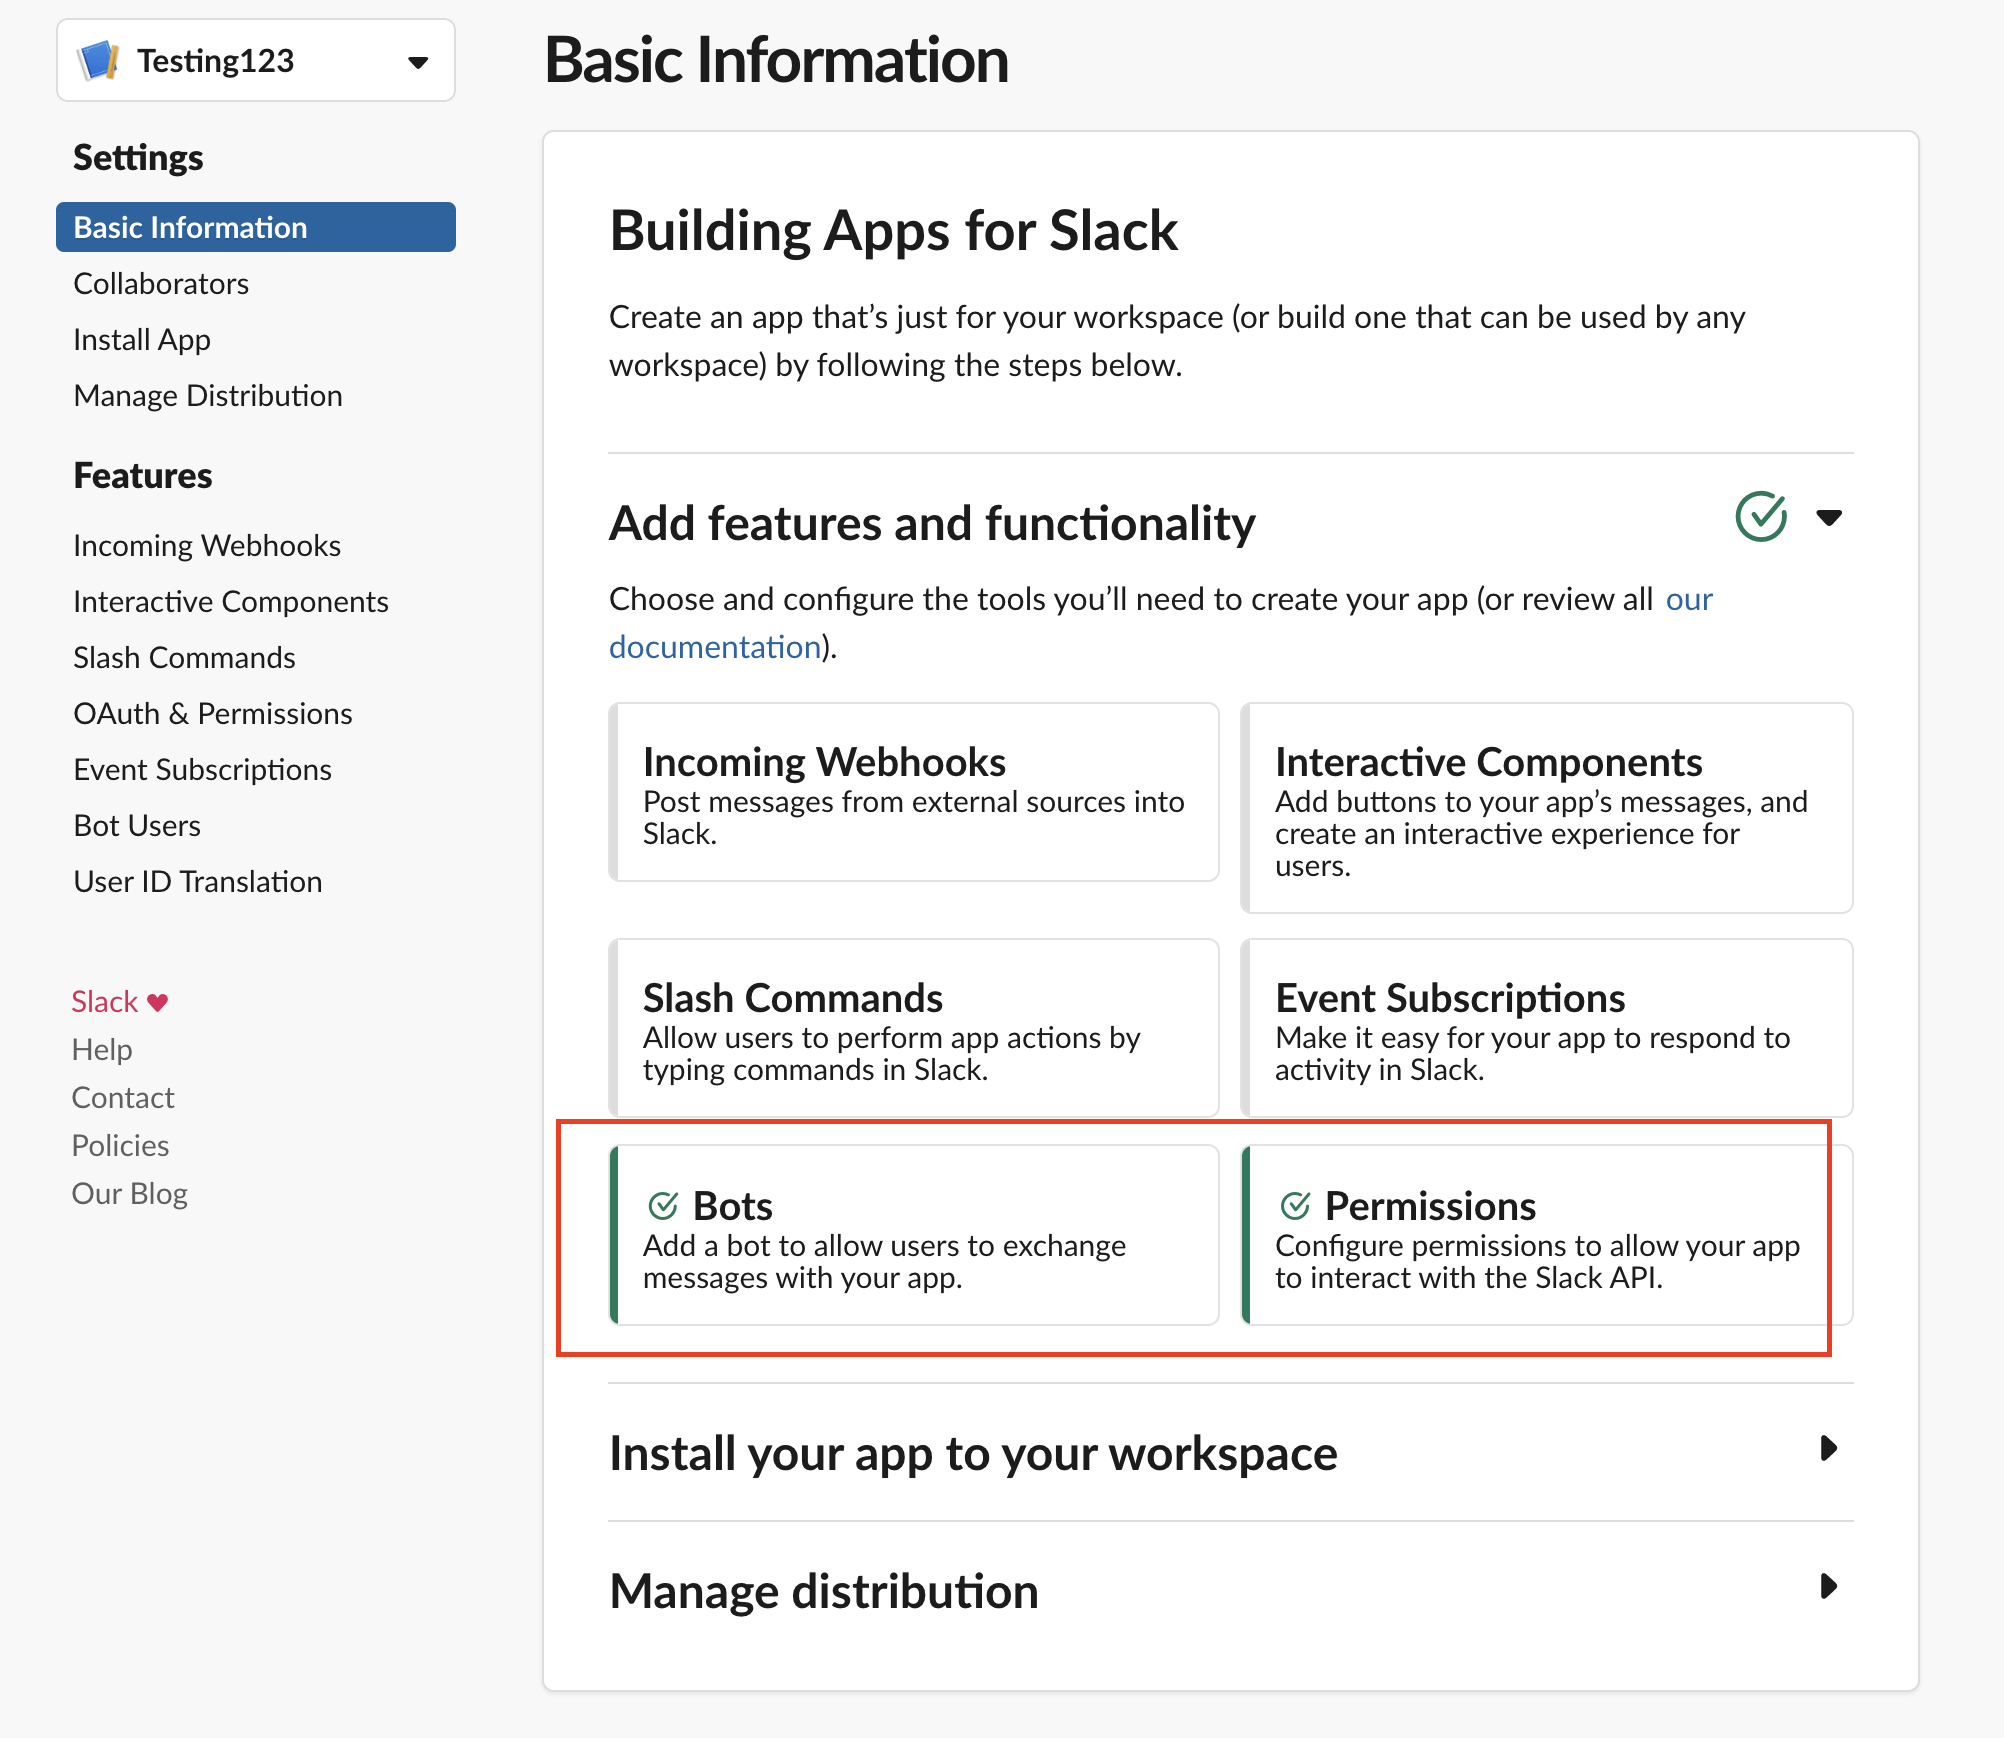 Testing123
Settings
Basic Information
Collaborators
Install App
Manage Distribution
Features
Incoming Webhooks
Interactive Components
Slash Commands
OAuth & Permissions
Event Subscriptions
Bot Users
User ID Translation
Slack ♥
Help
Contact
Policies
Our Blog
Basic Information
Building Apps for Slack
Create an app that’s just for your workspace (or build one that can be used by any
workspace) by following the steps below.
Add features and functionality
Choose and configure the tools you’ll need to create your app (or review all our
documentation).
Incoming Webhooks
Post messages from external sources into
Slack.
Interactive Components
Add buttons to your app’s messages, and
create an interactive experience for
users.
Slash Commands
Allow users to perform app actions by
typing commands in Slack.
Event Subscriptions
Make it easy for your app to respond to
activity in Slack.
Bots
Add a bot to allow users to exchange
messages with your app.
Permissions
Configure permissions to allow your app
to interact with the Slack API.
Install your app to your workspace
Manage distribution